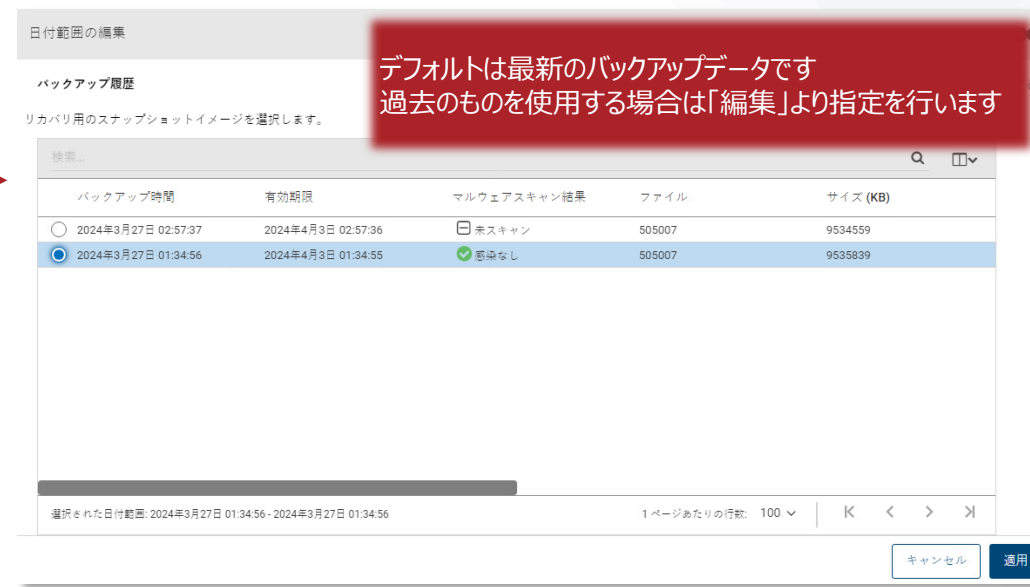 日付範囲の編集
デフォルトは最新のバックアップデータです
過去のものを使用する場合は「編集」より指定を行います
バックアップ履歴
リカバリ用のスナップショットイメージを選択します。
検索...
バックアップ時間 有効期限 マルウェアスキャン結果 ファイル サイズ (KB)
2024年3月27日 02:57:37 2024年4月3日 02:57:36 未スキャン 505007 9534559
2024年3月27日 01:34:56 2024年4月3日 01:34:55 感染なし 505007 9535839
選択された日付範囲: 2024年3月27日 01:34:56 - 2024年3月27日 01:34:56 1 ページあたりの行数: 100
キャンセル 適用